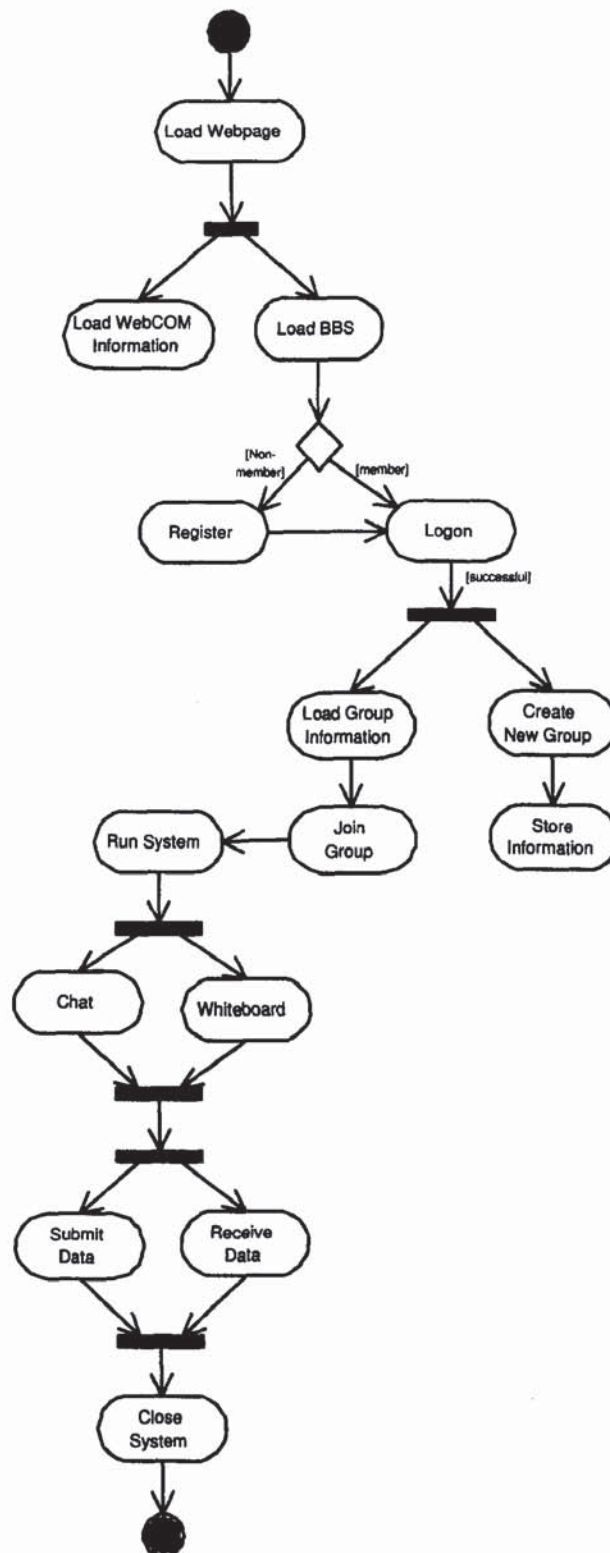 Load Webpage
Load WebCOM
Information
Load BBS
[Non-
member]
[member]
Register
Logon
[successful]
Load Group
Information
Create
New Group
Run System
Join
Group
Store
Information
Chat
Whiteboard
Submit
Data
Receive
Data
Close
System